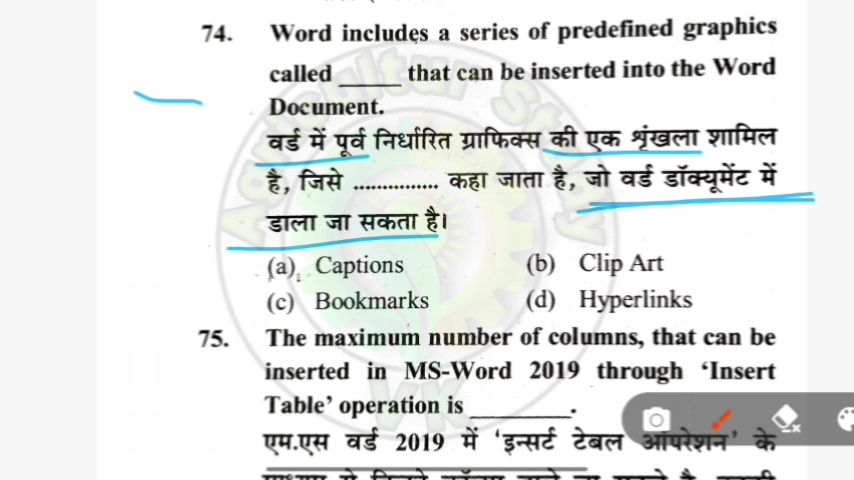 74. Word includes a series of predefined graphics
called _____ that can be inserted into the Word
Document.
वर्ड में पूर्व निर्धारित ग्राफिक्स की एक श्रृंखला शामिल
है, जिसे ............... कहा जाता है, जो वर्ड डॉक्यूमेंट में
डाला जा सकता है।
(a) Captions (b) Clip Art
(c) Bookmarks (d) Hyperlinks
75. The maximum number of columns, that can be
inserted in MS-Word 2019 through ‘Insert
Table’ operation is ________.
एम.एस वर्ड 2019 में ‘इन्सर्ट टेबल ऑपरेशन’ के
Agriculture Study